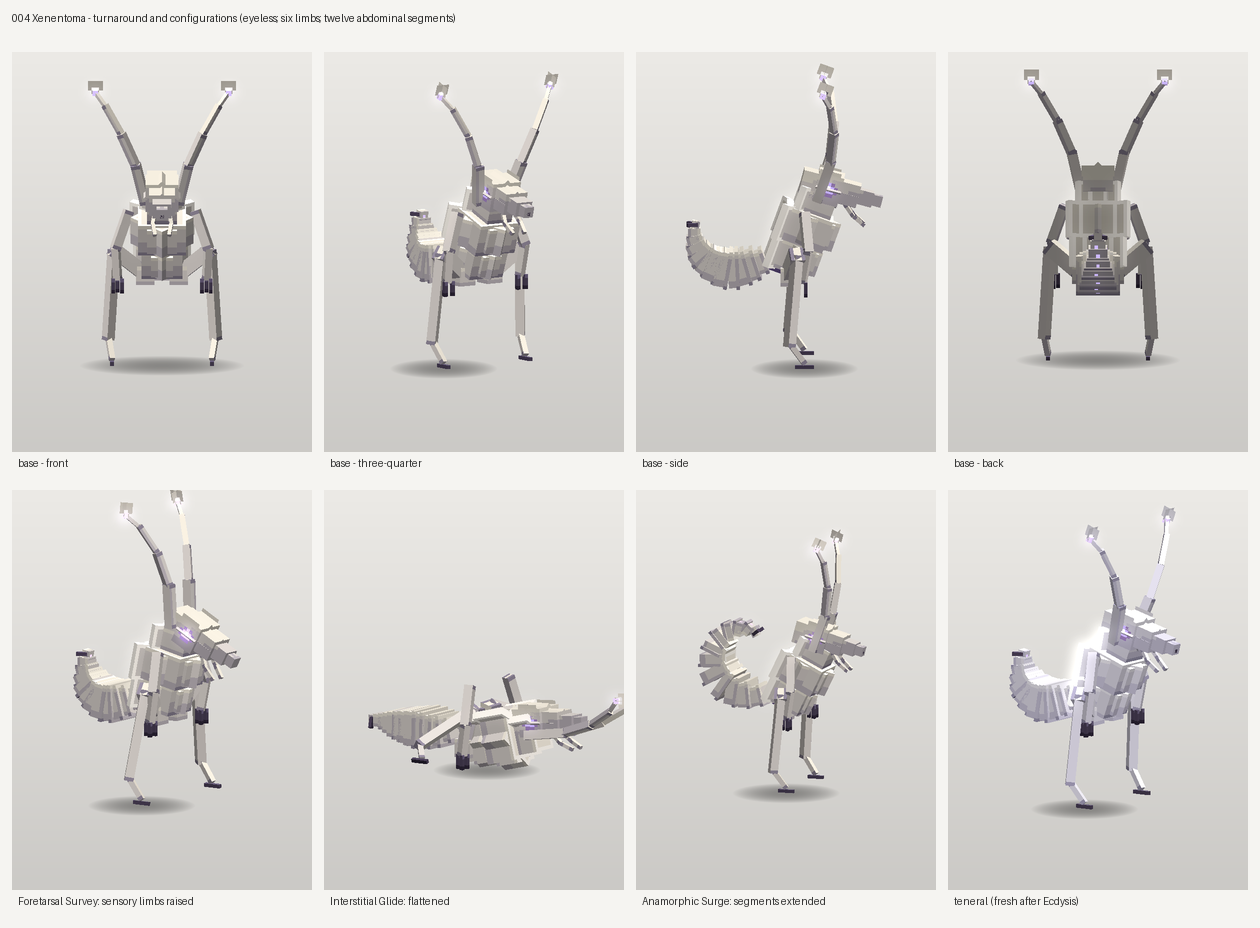 004 Xenentoma - turnaround and configurations (eyeless; six limbs; twelve abdominal segments)
base - front
base - three-quarter
base - side
base - back
Foretarsal Survey: sensory limbs raised
Interstitial Glide: flattened
Anamorphic Surge: segments extended
teneral (fresh after Ecdysis)